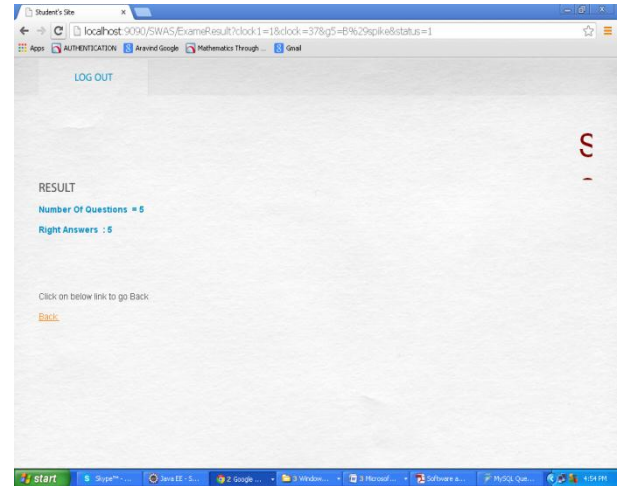 Student's Site
localhost:9090/SWAS/ExameResult?clock1=1&clock=37&g5=B%29spike&status=1
Apps AUTHENTICATION Aravind Google Mathematics Through ... Gmail
LOG OUT
S
RESULT
Number Of Questions = 5
Right Answers : 5
Click on below link to go Back
Back
start Skype™ - ... Java EE - S... 2 Google ... 3 Window... 3 Microsof... Software a... MySQL Que... 4:54 PM